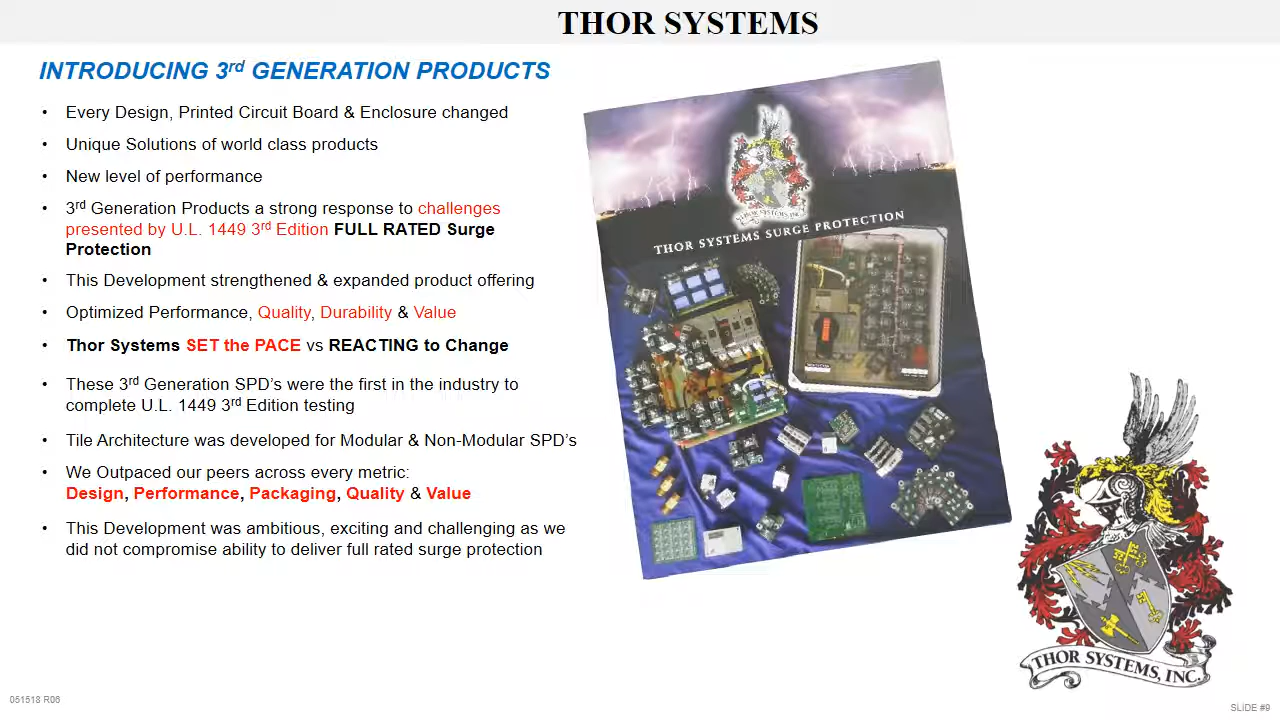 THOR SYSTEMS
INTRODUCING 3rd GENERATION PRODUCTS
• Every Design, Printed Circuit Board & Enclosure changed
• Unique Solutions of world class products
• New level of performance
• 3rd Generation Products a strong response to challenges
presented by U.L. 1449 3rd Edition FULL RATED Surge
Protection
• This Development strengthened & expanded product offering
• Optimized Performance, Quality, Durability & Value
• Thor Systems SET the PACE vs REACTING to Change
• These 3rd Generation SPD’s were the first in the industry to
complete U.L. 1449 3rd Edition testing
• Tile Architecture was developed for Modular & Non-Modular SPD’s
• We Outpaced our peers across every metric:
Design, Performance, Packaging, Quality & Value
• This Development was ambitious, exciting and challenging as we
did not compromise ability to deliver full rated surge protection
THOR SYSTEMS, INC.
THOR SYSTEMS SURGE PROTECTION
THOR SYSTEMS, INC.
051518 R06
SLIDE #9